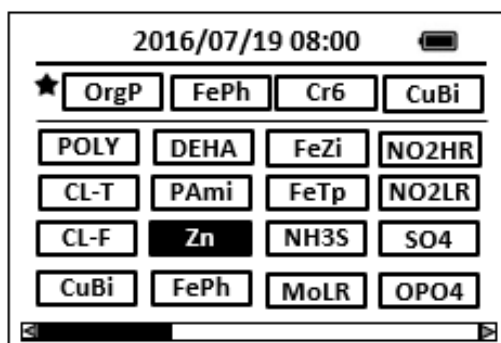 2016/07/19 08:00
OrgP FePh Cr6 CuBi
POLY DEHA FeZi NO2HR
CL-T PAmi FeTp NO2LR
CL-F Zn NH3S SO4
CuBi FePh MoLR OPO4